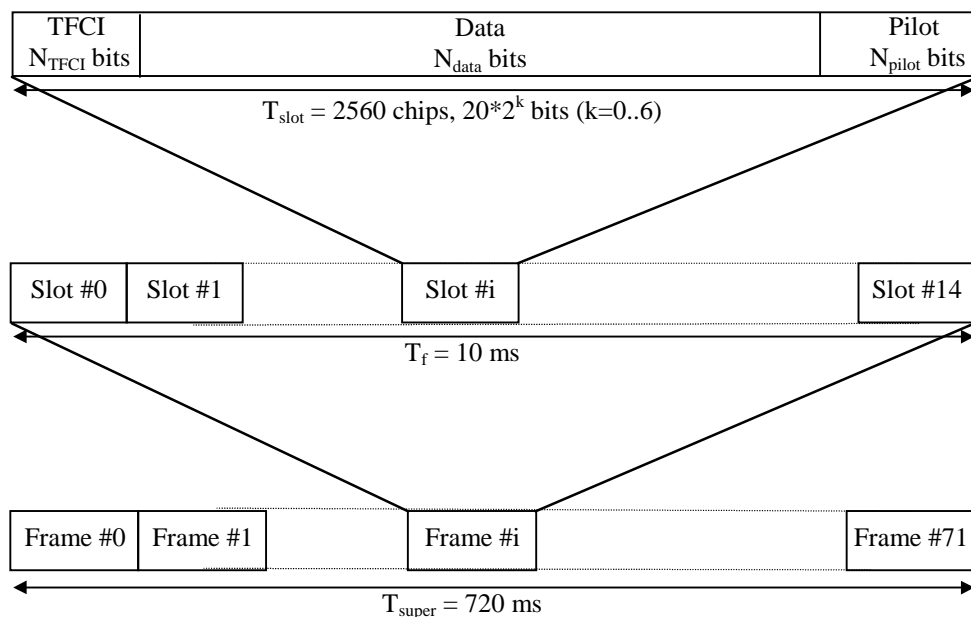 TFCI Data Pilot
N_TFCI bits N_data bits N_pilot bits
T_slot = 2560 chips, 20*2^k bits (k=0..6)
Slot #0 Slot #1 Slot #i Slot #14
T_f = 10 ms
Frame #0 Frame #1 Frame #i Frame #71
T_super = 720 ms